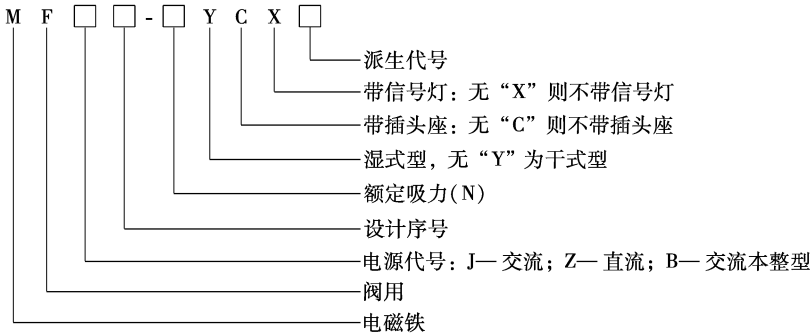 MF□□-□YCX□
派生代号
带信号灯：无“X”则不带信号灯
带插头座：无“C”则不带插头座
湿式型，无“Y”为干式型
额定吸力(N)
设计序号
电源代号：J—交流；Z—直流；B—交流本整型
阀用
电磁铁